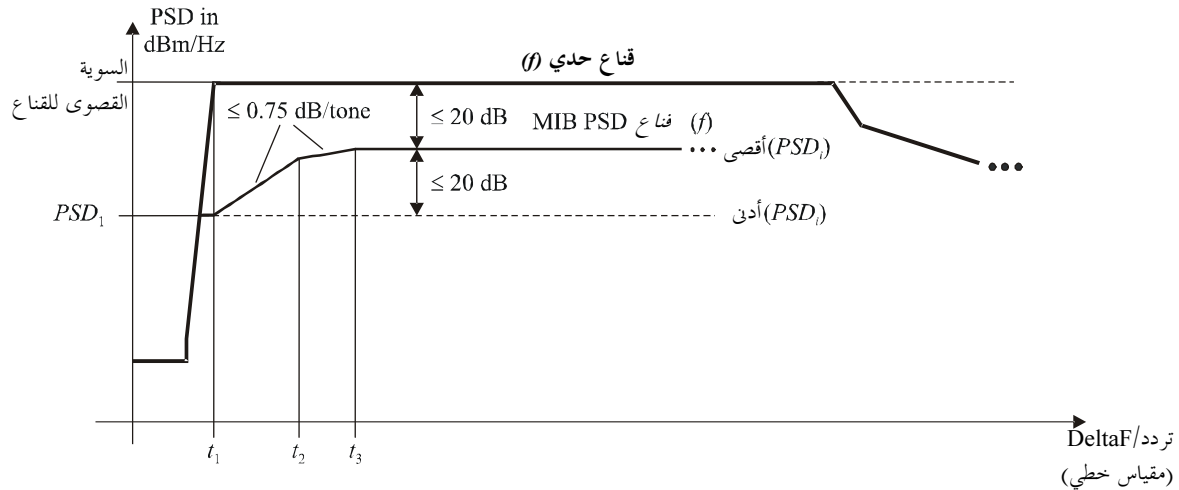 PSD in
dBm/Hz
السوية
القصوى للقناع
قناع حدي (f)
≤ 0.75 dB/tone
≤ 20 dB
MIB PSD قناع (f)
أقصى (PSDi)
≤ 20 dB
PSD1
أدنى (PSDi)
t1
t2
t3
تردد/DeltaF
(مقياس خطي)